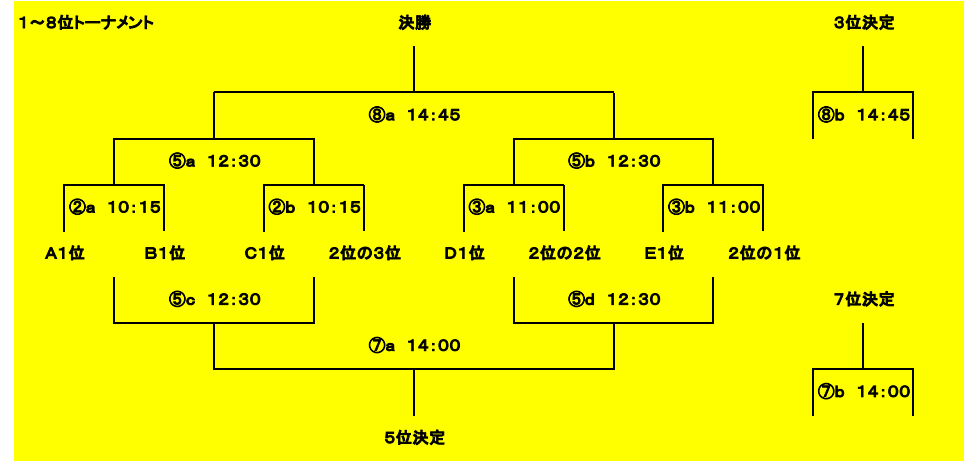 １～８位トーナメント 決勝 ３位決定
⑧a 14：45 ⑧b 14：45
⑤a 12：30 ⑤b 12：30
②a 10：15 ②b 10：15 ③a 11：00 ③b 11：00
A１位 B１位 C１位 ２位の３位 D１位 ２位の２位 E１位 ２位の１位
⑤c 12：30 ⑤d 12：30 ７位決定
⑦a 14：00
⑦b 14：00
５位決定